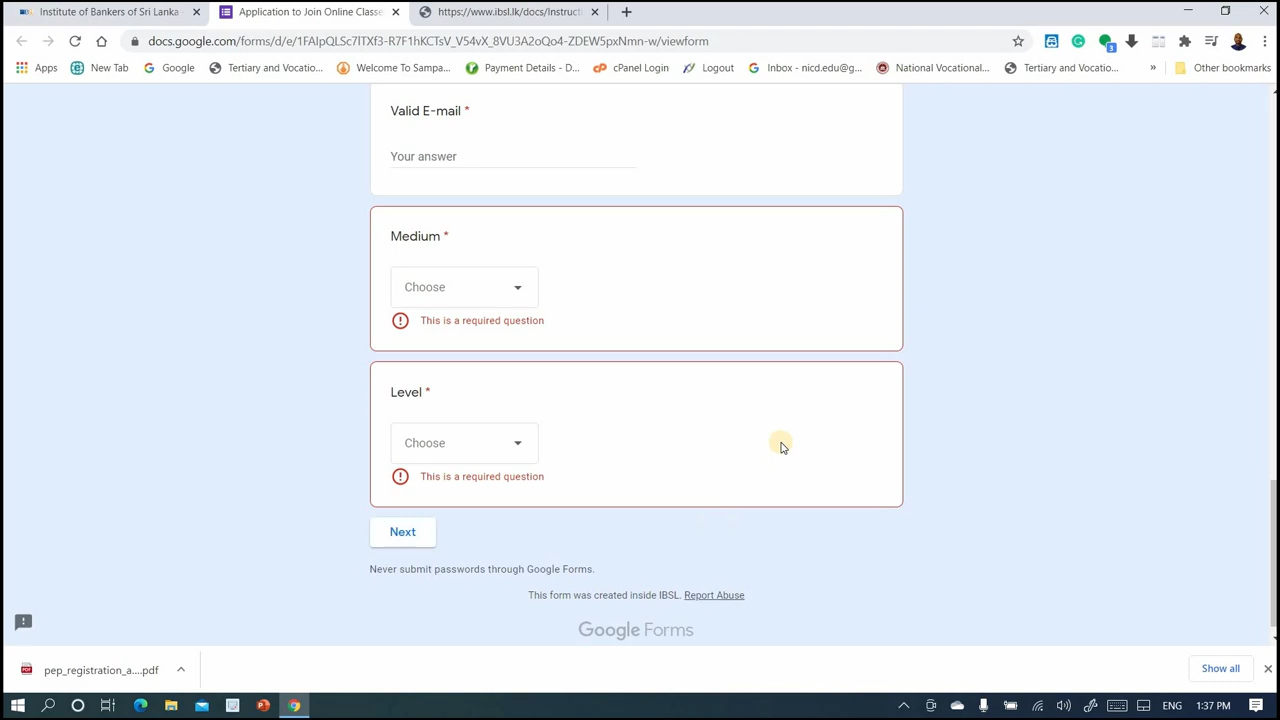 Institute of Bankers of Sri Lanka
Application to Join Online Classe
https://www.ibsl.lk/docs/Instructi
docs.google.com/forms/d/e/1FAIpQLSc7lTXf3-R7F1hKCTsV_V54vX_8VU3A2qQo4-ZDEW5pxNmn-w/viewform
3
Apps
New Tab
Google
Tertiary and Vocatio...
Welcome To Sampa...
Payment Details - D...
cPanel Login
Logout
Inbox - nicd.edu@g...
National Vocational...
Tertiary and Vocatio...
»
Other bookmarks
Valid E-mail *
Your answer
Medium *
Choose
This is a required question
Level *
Choose
This is a required question
Next
Never submit passwords through Google Forms.
This form was created inside IBSL. Report Abuse
Google Forms
PDF
pep_registration_a....pdf
Show all
ENG
1:37 PM